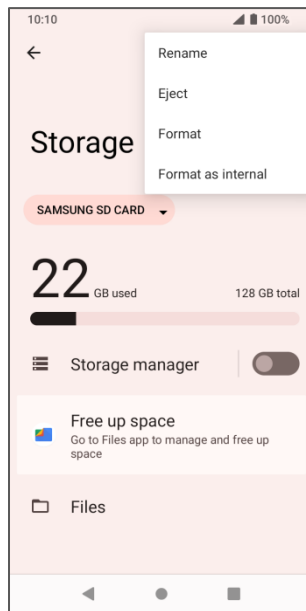 10:10
100%
Rename
Eject
Format
Format as internal
Storage
SAMSUNG SD CARD
22 GB used
128 GB total
Storage manager
Free up space
Go to Files app to manage and free up
space
Files